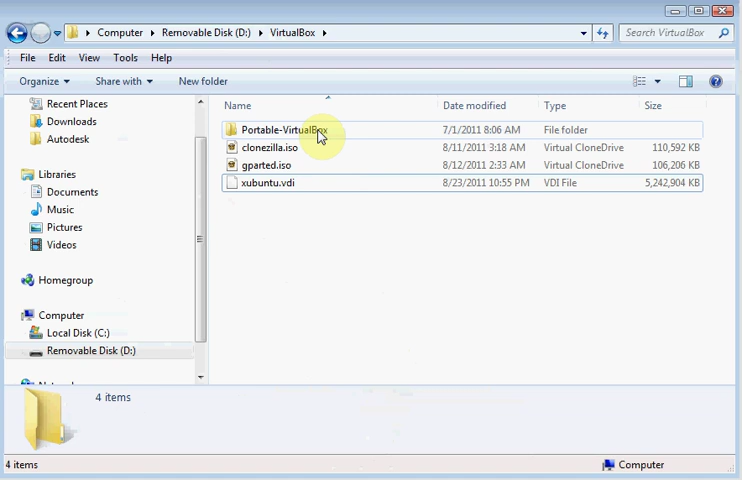 Computer Removable Disk (D:) VirtualBox Search VirtualBox
File Edit View Tools Help
Organize Share with New folder
Name Date modified Type Size
Recent Places
Downloads
Autodesk
Libraries
Documents
Music
Pictures
Videos
Homegroup
Computer
Local Disk (C:)
Removable Disk (D:)
Portable-VirtualBox 7/1/2011 8:06 AM File folder
clonezilla.iso 8/11/2011 3:18 AM Virtual CloneDrive 110,592 KB
gparted.iso 8/12/2011 2:33 AM Virtual CloneDrive 106,206 KB
xubuntu.vdi 8/23/2011 10:55 PM VDI File 5,242,904 KB
4 items
4 items Computer